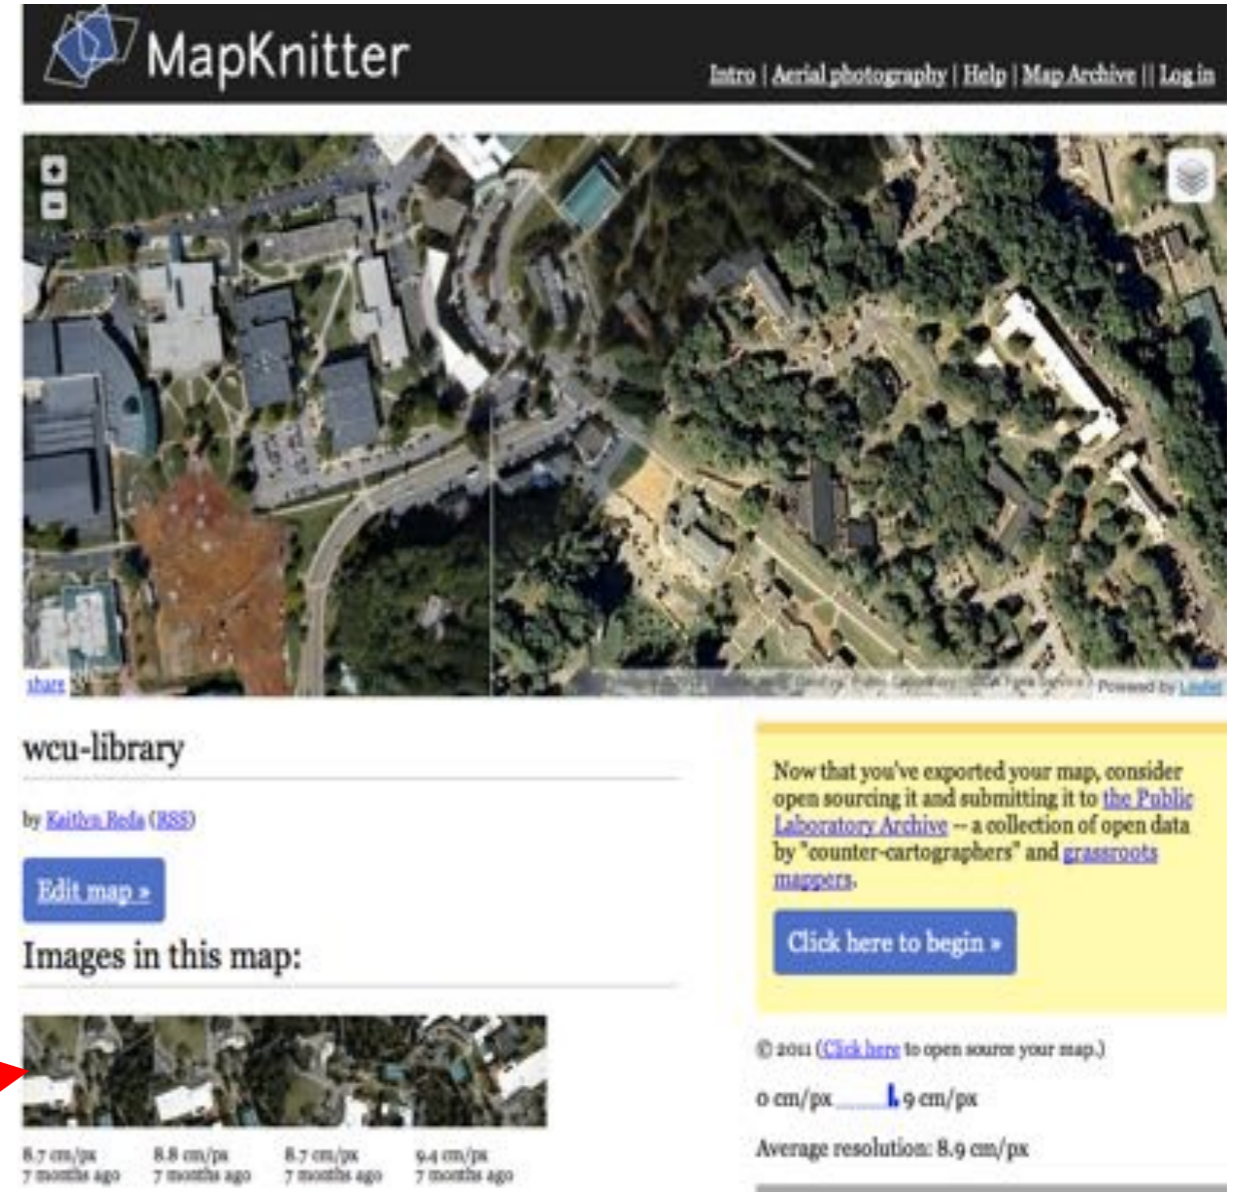 MapKnitter
Intro | Aerial photography | Help | Map Archive || Log in
+
-
share
Powered by Leaflet
wcu-library
by Kaitlyn Reda (RSS)
Edit map »
Images in this map:
8.7 cm/px 8.8 cm/px 8.7 cm/px 9.4 cm/px
7 months ago 7 months ago 7 months ago 7 months ago
Now that you've exported your map, consider
open sourcing it and submitting it to the Public
Laboratory Archive -- a collection of open data
by "counter-cartographers" and grassroots
mappers.
Click here to begin »
© 2011 (Click here to open source your map.)
0 cm/px 9 cm/px
Average resolution: 8.9 cm/px